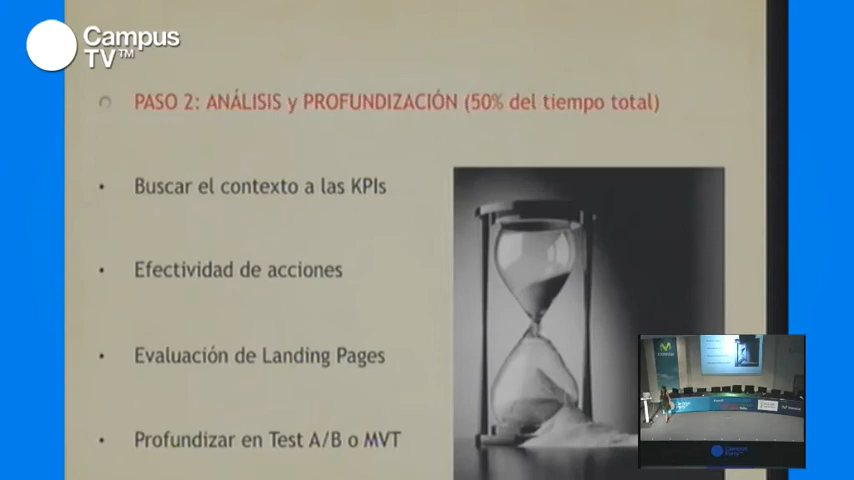 Campus
TV™
PASO 2: ANÁLISIS y PROFUNDIZACIÓN (50% del tiempo total)
• Buscar el contexto a las KPIs
• Efectividad de acciones
• Evaluación de Landing Pages
• Profundizar en Test A/B o MVT
Campus